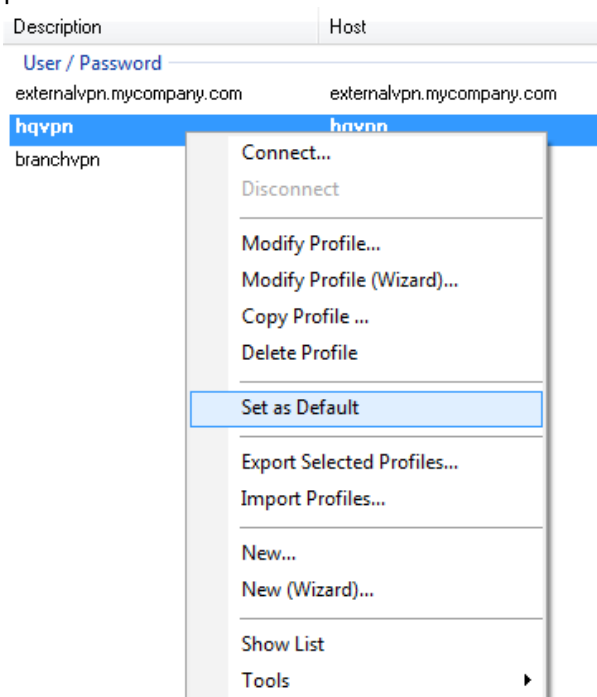 Description Host
User / Password
externalvpn.mycompany.com externalvpn.mycompany.com
hqvpn hqvpn
branchvpn
Connect...
Disconnect
Modify Profile...
Modify Profile (Wizard)...
Copy Profile ...
Delete Profile
Set as Default
Export Selected Profiles...
Import Profiles...
New...
New (Wizard)...
Show List
Tools